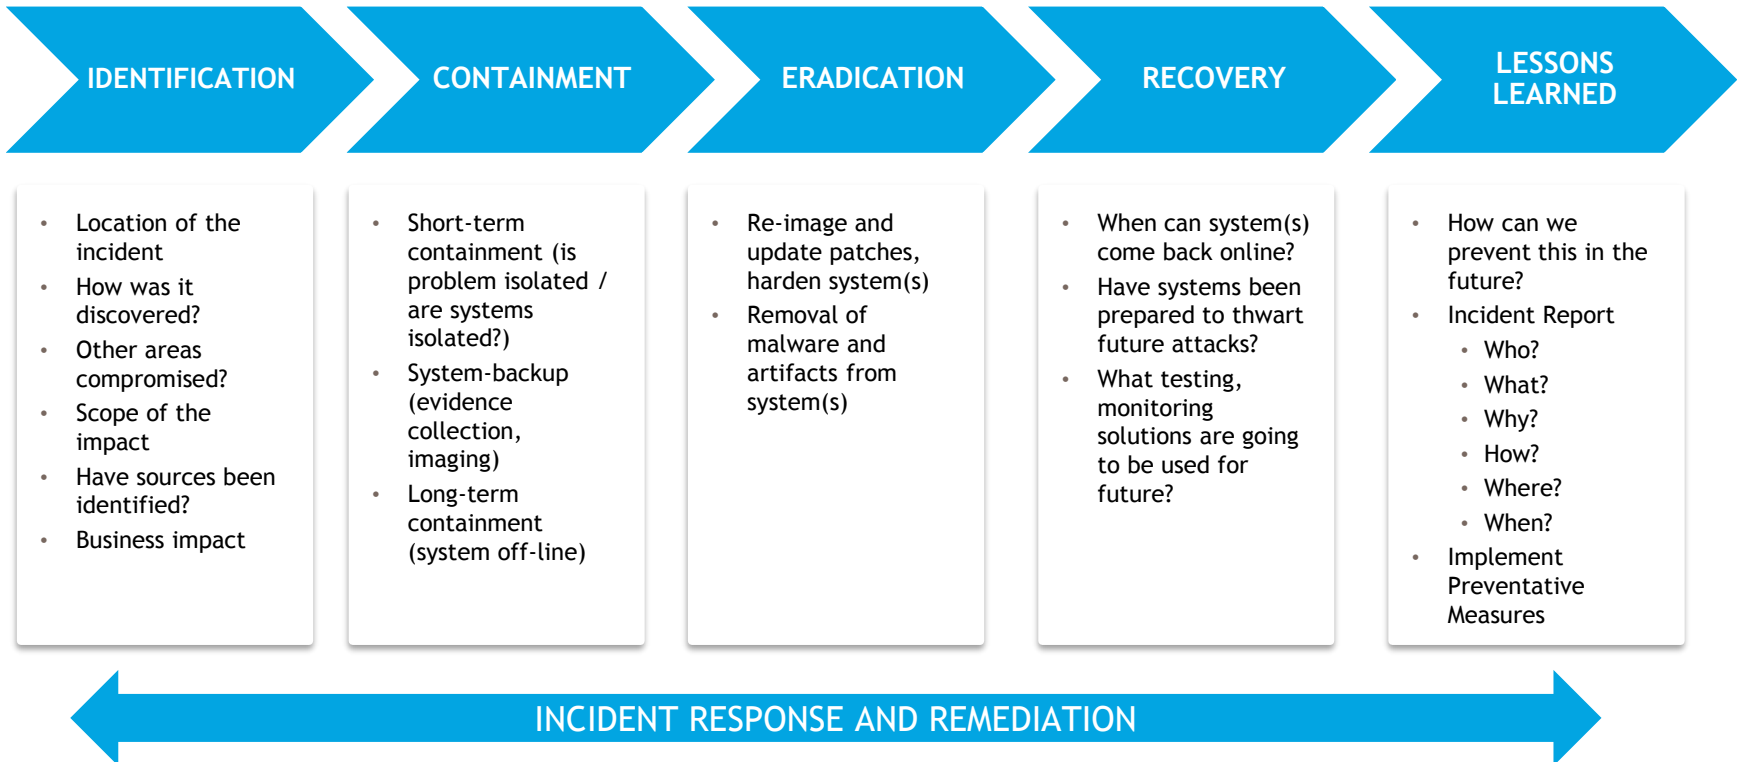 IDENTIFICATION
CONTAINMENT
ERADICATION
RECOVERY
LESSONS
LEARNED
• Location of the
incident
• How was it
discovered?
• Other areas
compromised?
• Scope of the
impact
• Have sources been
identified?
• Business impact
• Short-term
containment (is
problem isolated /
are systems
isolated?)
• System-backup
(evidence
collection,
imaging)
• Long-term
containment
(system off-line)
• Re-image and
update patches,
harden system(s)
• Removal of
malware and
artifacts from
system(s)
• When can system(s)
come back online?
• Have systems been
prepared to thwart
future attacks?
• What testing,
monitoring
solutions are going
to be used for
future?
• How can we
prevent this in the
future?
• Incident Report
• Who?
• What?
• Why?
• How?
• Where?
• When?
• Implement
Preventative
Measures
INCIDENT RESPONSE AND REMEDIATION